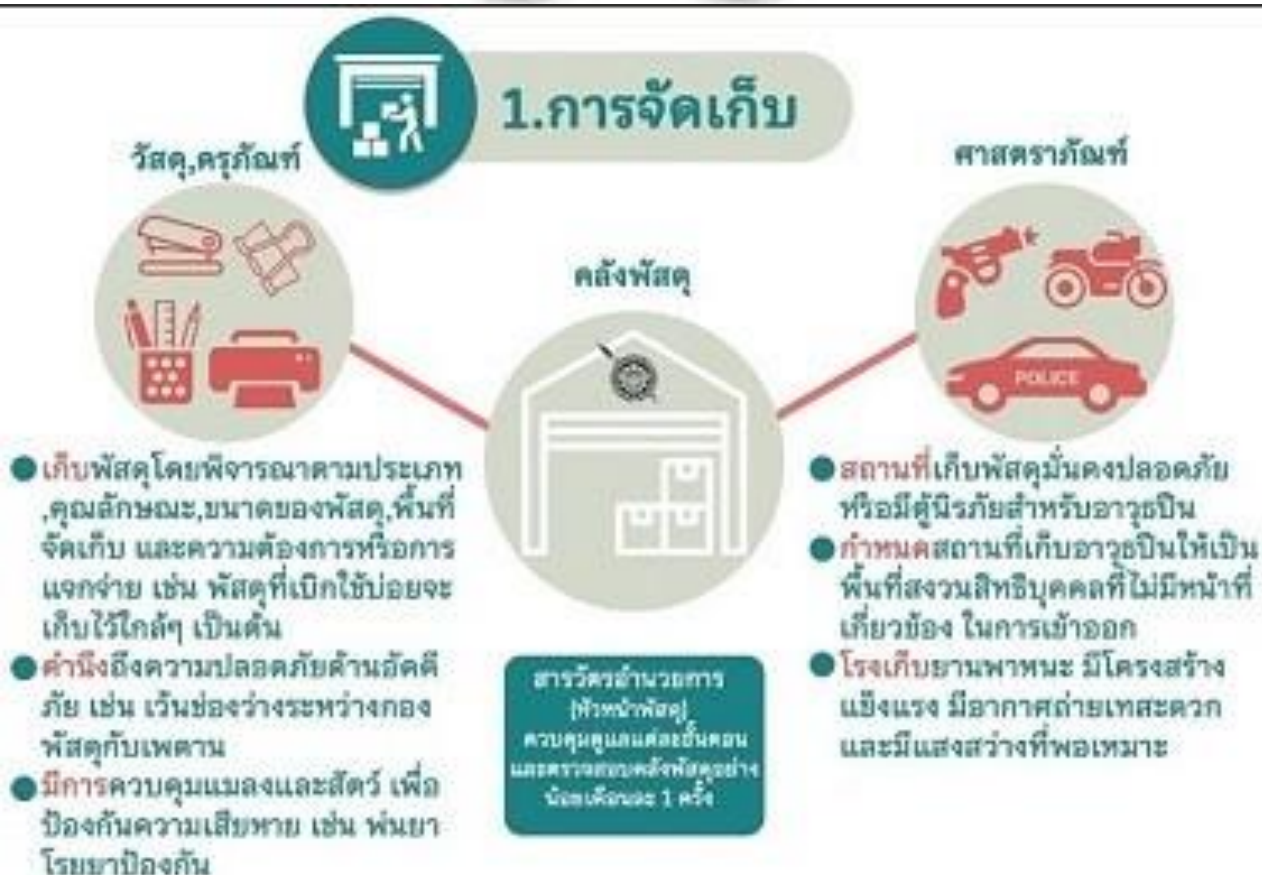 1.การจัดเก็บ
วัสดุ,ครุภัณฑ์
เก็บพัสดุโดยพิจารณาตามประเภท
,คุณลักษณะ,ขนาดของพัสดุ,พื้นที่
จัดเก็บ และความต้องการหรือการ
แจกจ่าย เช่น พัสดุที่เบิกใช้บ่อยจะ
เก็บไว้ใกล้ๆ เป็นต้น
คำนึงถึงความปลอดภัยด้านอัคคี
ภัย เช่น เว้นช่องว่างระหว่างกอง
พัสดุกับเพดาน
มีการควบคุมแมลงและสัตว์ เพื่อ
ป้องกันความเสียหาย เช่น พ่นยา
โรยยาป้องกัน
คลังพัสดุ
สารวัตรอำนวยการ
(หัวหน้าพัสดุ)
ควบคุมดูแลแต่ละขั้นตอน
และตรวจสอบคลังพัสดุอย่าง
น้อยเดือนละ 1 ครั้ง
ศาสตราภัณฑ์
POLICE
สถานที่เก็บพัสดุมั่นคงปลอดภัย
หรือมีตู้นิรภัยสำหรับอาวุธปืน
กำหนดสถานที่เก็บอาวุธปืนให้เป็น
พื้นที่สงวนสิทธิบุคคลที่ไม่มีหน้าที่
เกี่ยวข้อง ในการเข้าออก
โรงเก็บยานพาหนะ มีโครงสร้าง
แข็งแรง มีอากาศถ่ายเทสะดวก
และมีแสงสว่างที่พอเหมาะ